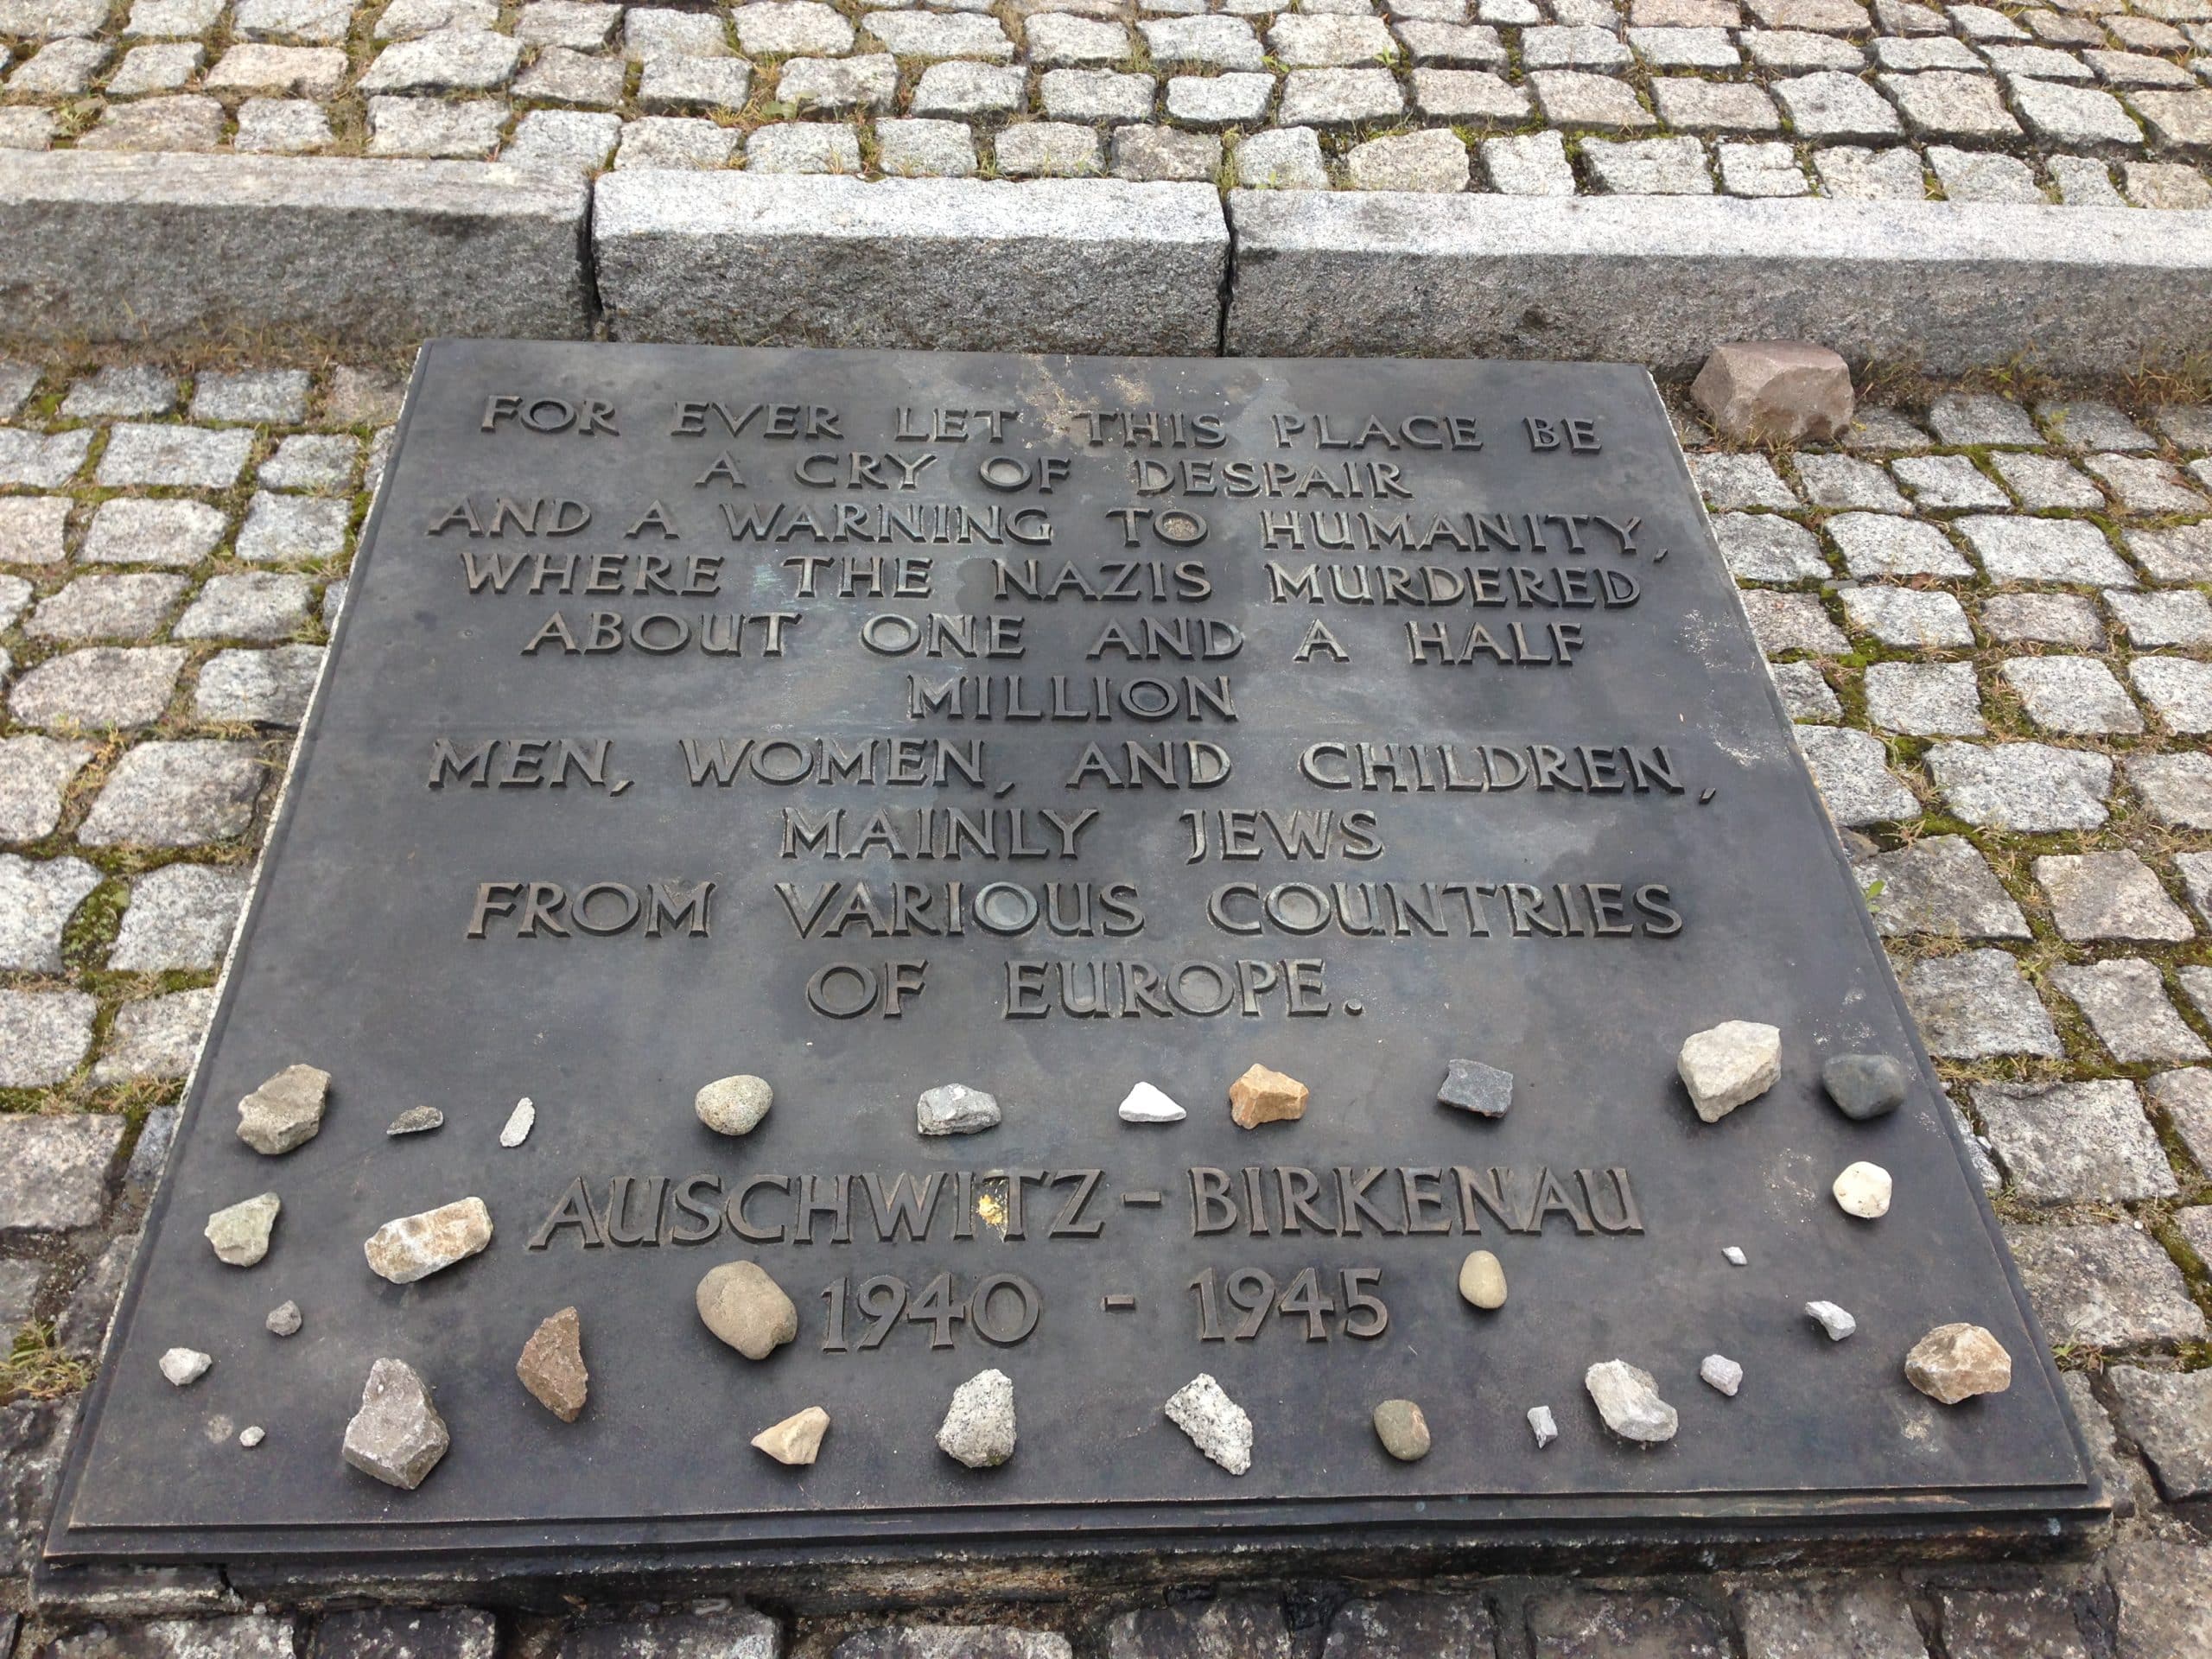 FOR EVER LET THIS PLACE BE
A CRY OF DESPAIR
AND A WARNING TO HUMANITY,
WHERE THE NAZIS MURDERED
ABOUT ONE AND A HALF
MILLION
MEN, WOMEN, AND CHILDREN,
MAINLY JEWS
FROM VARIOUS COUNTRIES
OF EUROPE.
AUSCHWITZ-BIRKENAU
1940 - 1945